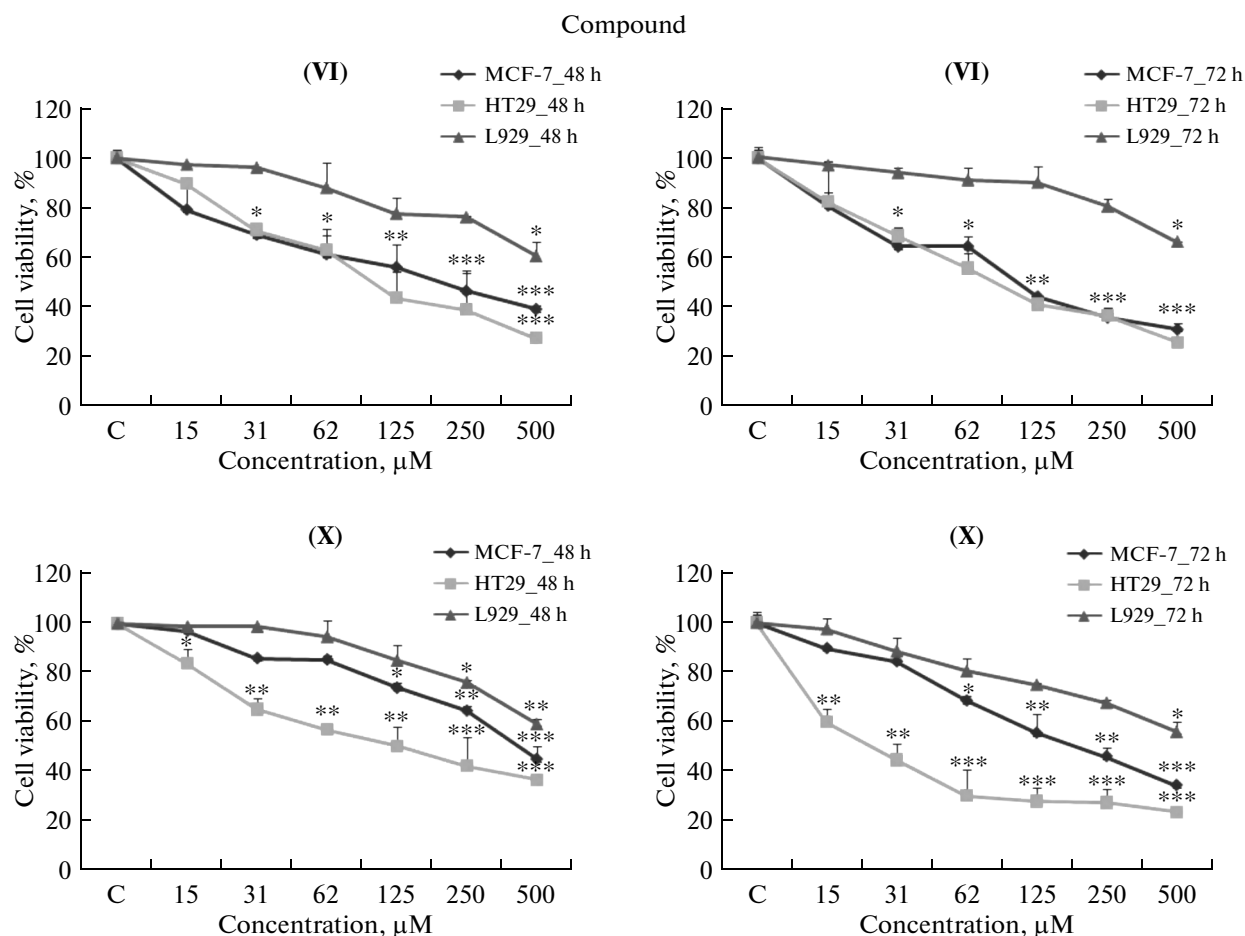 Compound
(VI)
MCF-7_48 h
HT29_48 h
L929_48 h
Cell viability, %
120
100
80
60
40
20
0
*
*
**
***
*
***
***
C 15 31 62 125 250 500
Concentration, μM
(VI)
MCF-7_72 h
HT29_72 h
L929_72 h
Cell viability, %
120
100
80
60
40
20
0
*
*
**
***
*
***
C 15 31 62 125 250 500
Concentration, μM
(X)
MCF-7_48 h
HT29_48 h
L929_48 h
Cell viability, %
120
100
80
60
40
20
0
*
**
**
*
**
*
**
***
**
***
***
C 15 31 62 125 250 500
Concentration, μM
(X)
MCF-7_72 h
HT29_72 h
L929_72 h
Cell viability, %
120
100
80
60
40
20
0
**
**
*
***
**
***
**
***
*
***
***
C 15 31 62 125 250 500
Concentration, μM